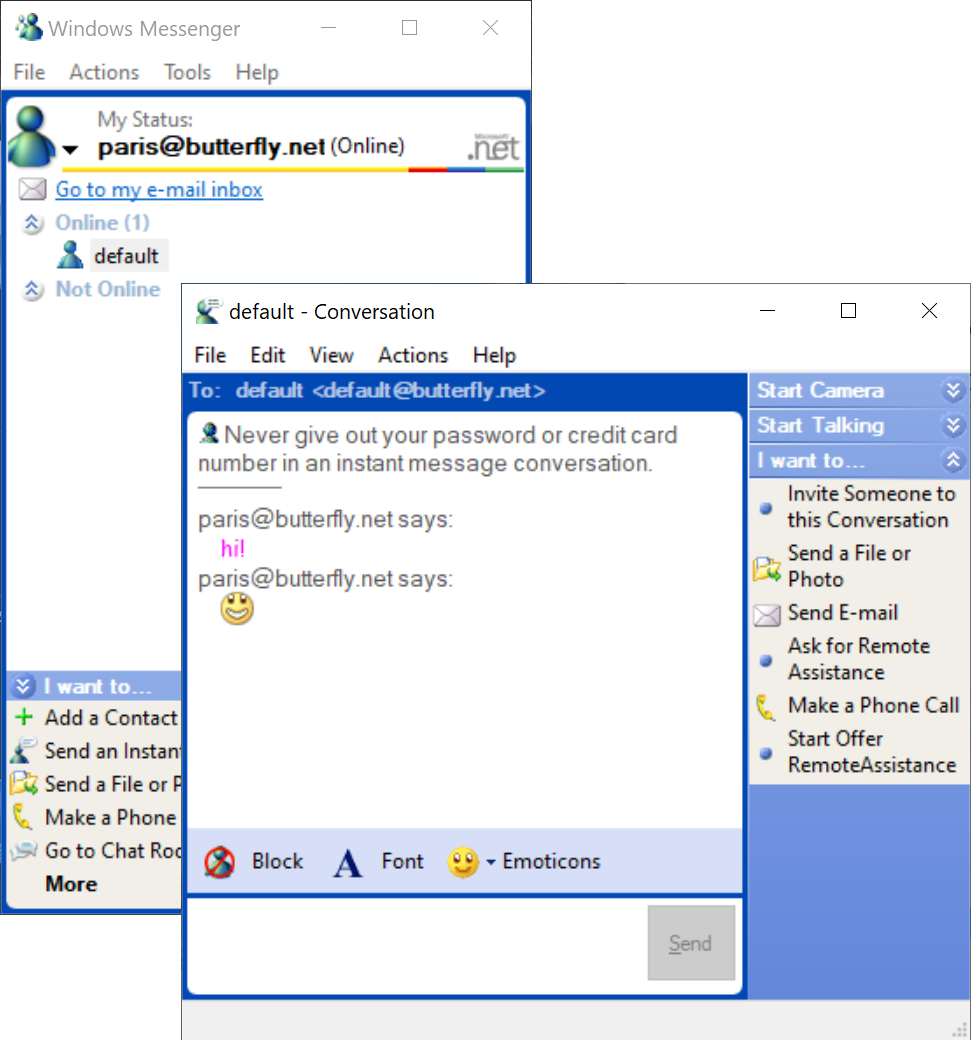 Windows Messenger
File Actions Tools Help
My Status:
paris@butterfly.net (Online)
Microsoft
.net
Go to my e-mail inbox
Online (1)
default
Not Online
I want to...
Add a Contact
Send an Instan
Send a File or P
Make a Phone
Go to Chat Roo
More
default - Conversation
File Edit View Actions Help
To: default <default@butterfly.net>
Never give out your password or credit card
number in an instant message conversation.
paris@butterfly.net says:
hi!
paris@butterfly.net says:
Block Font Emoticons
Send
Start Camera
Start Talking
I want to...
Invite Someone to
this Conversation
Send a File or
Photo
Send E-mail
Ask for Remote
Assistance
Make a Phone Call
Start Offer
RemoteAssistance